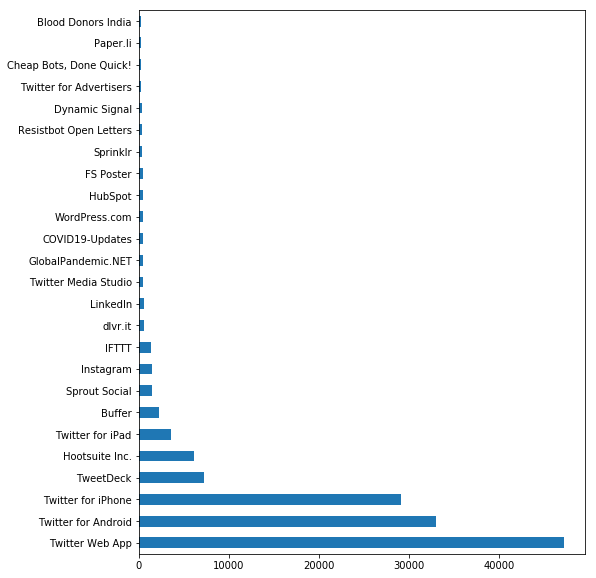 Blood Donors India
Paper.li
Cheap Bots, Done Quick!
Twitter for Advertisers
Dynamic Signal
Resistbot Open Letters
Sprinklr
FS Poster
HubSpot
WordPress.com
COVID19-Updates
GlobalPandemic.NET
Twitter Media Studio
LinkedIn
dlvr.it
IFTTT
Instagram
Sprout Social
Buffer
Twitter for iPad
Hootsuite Inc.
TweetDeck
Twitter for iPhone
Twitter for Android
Twitter Web App
0 10000 20000 30000 40000